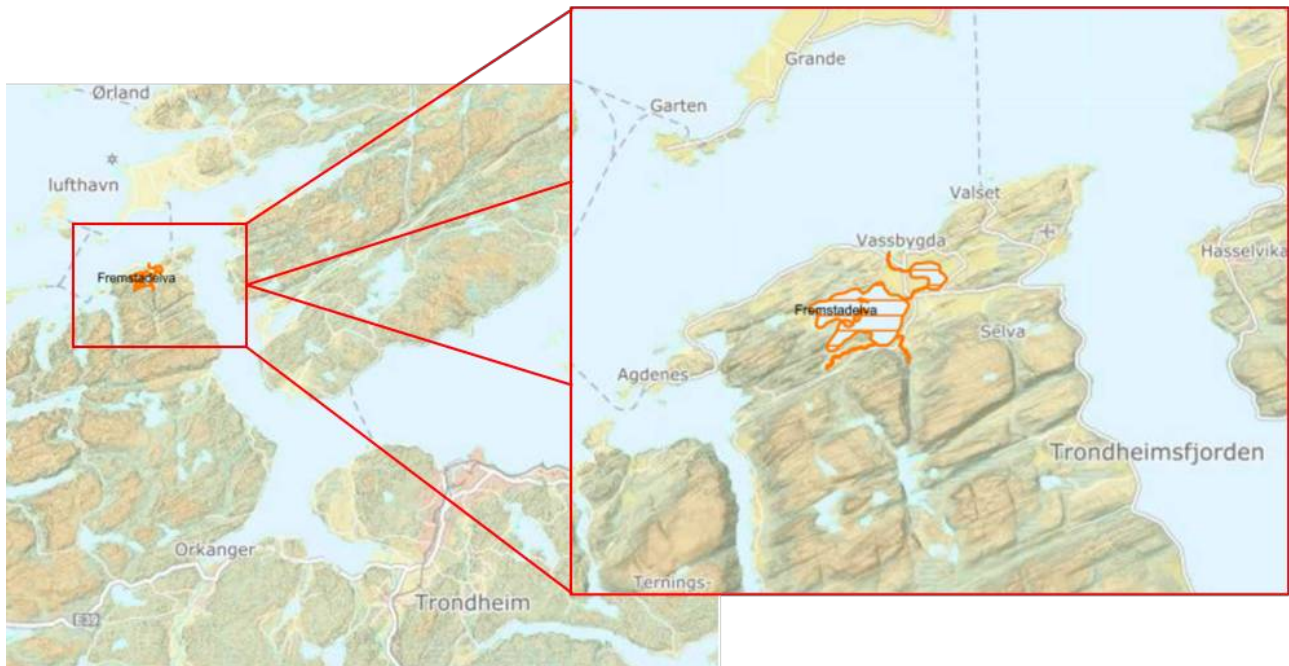 Ørland
lufthavn
Fremstadelva
Orkanger
Trondheim
E39
Grande
Garten
Valset
Vassbygda
Hasselvika
Fremstadelva
Selva
Agdenes
Trondheimsfjorden
Ternings-